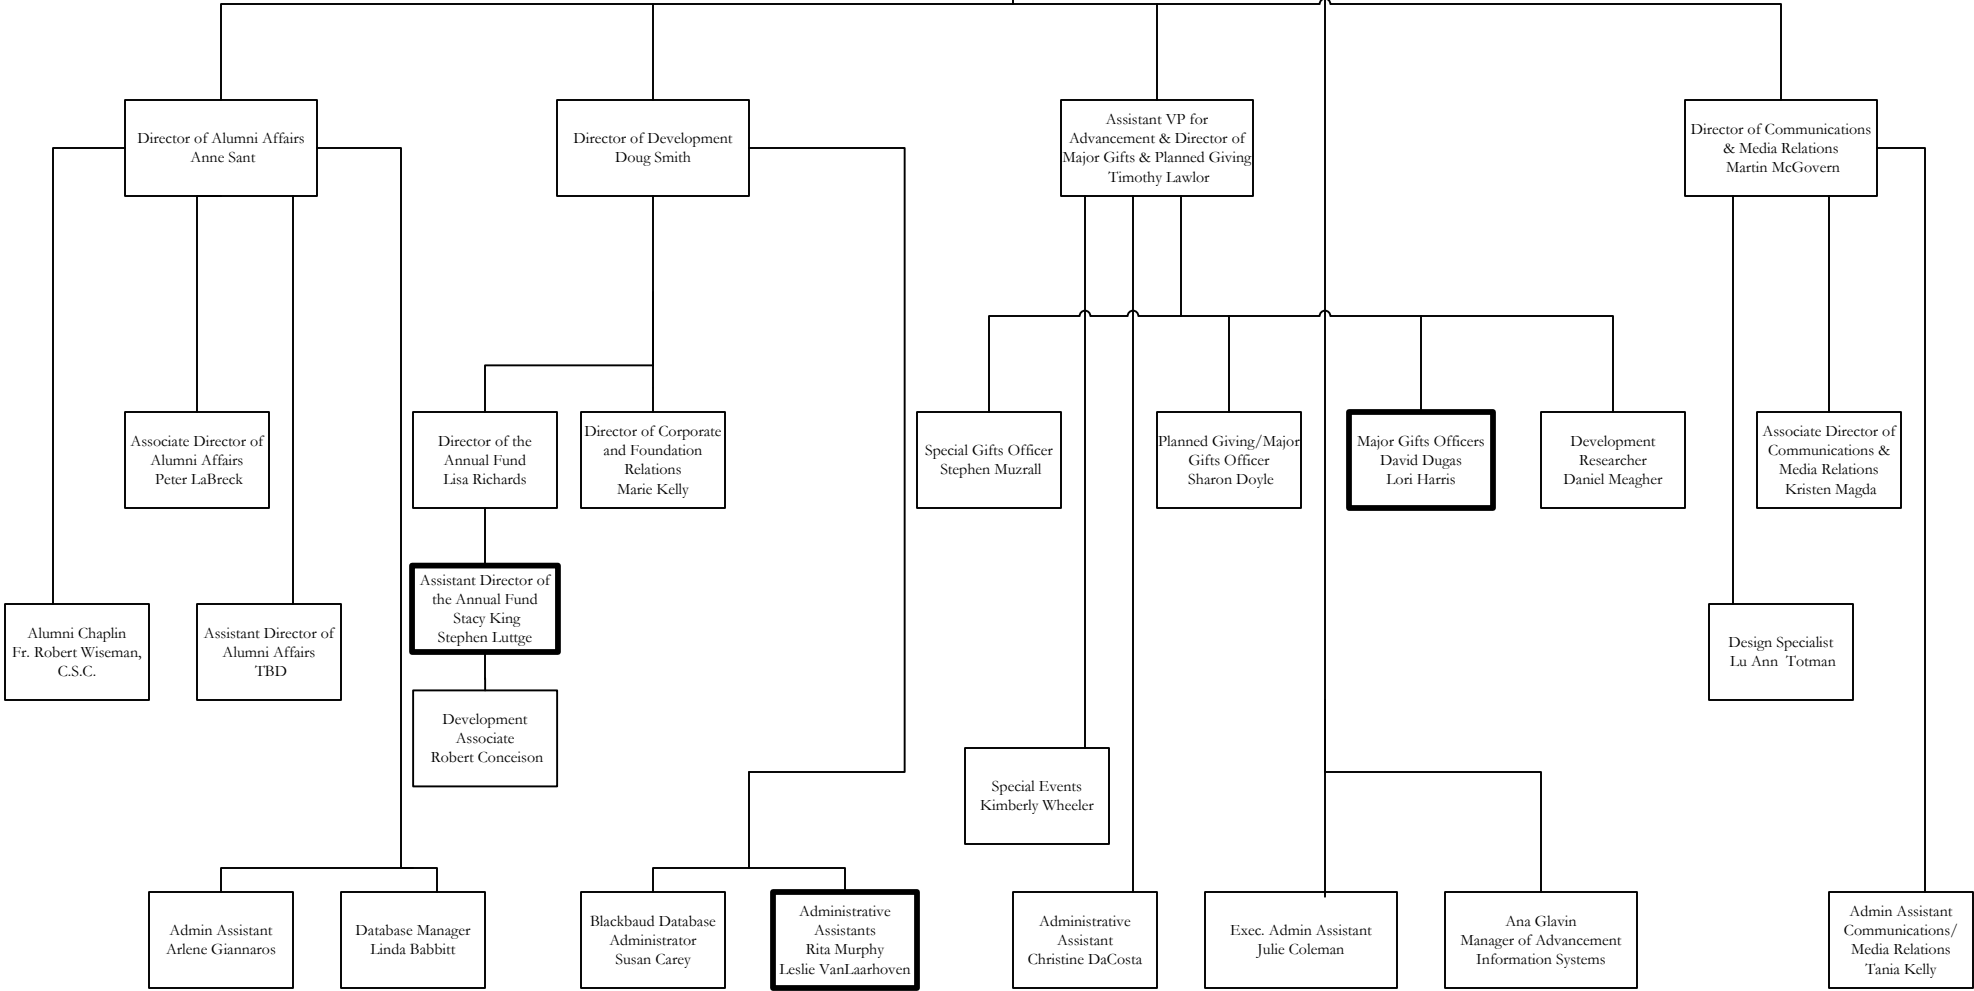 Director of Alumni Affairs
Anne Sant
Director of Development
Doug Smith
Assistant VP for
Advancement & Director of
Major Gifts & Planned Giving
Timothy Lawlor
Director of Communications
& Media Relations
Martin McGovern
Associate Director of
Alumni Affairs
Peter LaBreck
Director of the
Annual Fund
Lisa Richards
Director of Corporate
and Foundation
Relations
Marie Kelly
Special Gifts Officer
Stephen Muzrall
Planned Giving/Major
Gifts Officer
Sharon Doyle
Major Gifts Officers
David Dugas
Lori Harris
Development
Researcher
Daniel Meagher
Associate Director of
Communications &
Media Relations
Kristen Magda
Alumni Chaplin
Fr. Robert Wiseman,
C.S.C.
Assistant Director of
Alumni Affairs
TBD
Assistant Director of
the Annual Fund
Stacy King
Stephen Luttge
Design Specialist
Lu Ann  Totman
Development
Associate
Robert Conceison
Special Events
Kimberly Wheeler
Admin Assistant
Arlene Giannaros
Database Manager
Linda Babbitt
Blackbaud Database
Administrator
Susan Carey
Administrative
Assistants
Rita Murphy
Leslie VanLaarhoven
Administrative
Assistant
Christine DaCosta
Exec. Admin Assistant
Julie Coleman
Ana Glavin
Manager of Advancement
Information Systems
Admin Assistant
Communications/
Media Relations
Tania Kelly